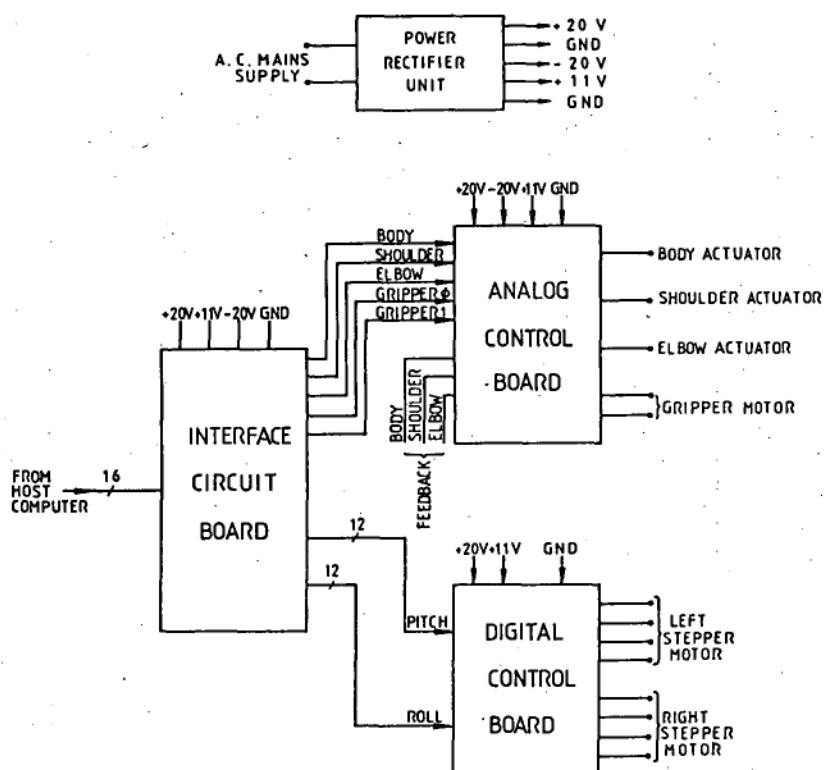 A.C. MAINS
SUPPLY
POWER
RECTIFIER
UNIT
+20 V
GND
-20V
+11V
GND
+20V -20V +11V GND
BODY
SHOULDER
ELBOW
GRIPPER ϕ
GRIPPER 1
ANALOG
CONTROL
BOARD
BODY ACTUATOR
SHOULDER ACTUATOR
ELBOW ACTUATOR
GRIPPER MOTOR
BODY
SHOULDER
ELBOW
FEEDBACK
+20V +11V -20V GND
INTERFACE
CIRCUIT
BOARD
FROM
HOST
COMPUTER
16
12
12
PITCH
ROLL
+20V +11V GND
DIGITAL
CONTROL
BOARD
LEFT
STEPPER
MOTOR
RIGHT
STEPPER
MOTOR